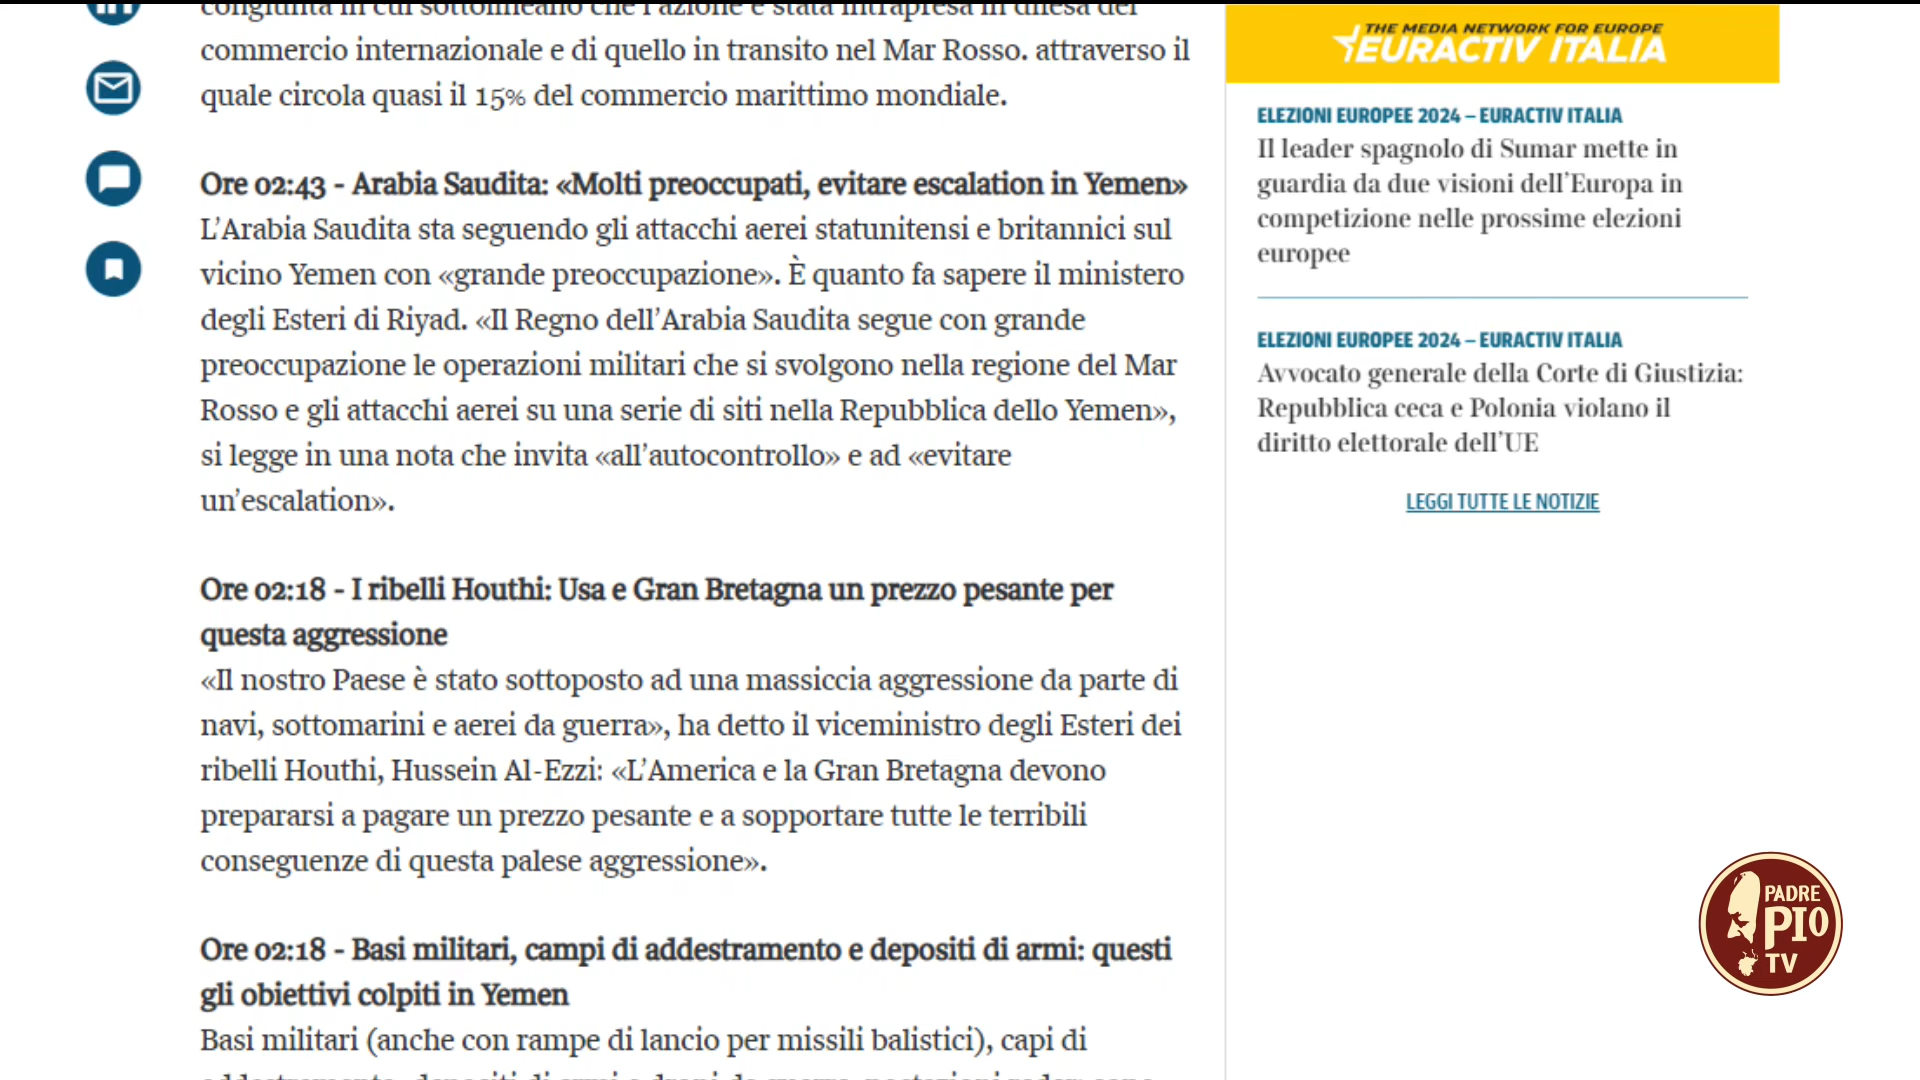 congiunta in cui sottolineano che l'azione è stata intrapresa in difesa del
commercio internazionale e di quello in transito nel Mar Rosso. attraverso il
quale circola quasi il 15% del commercio marittimo mondiale.
Ore 02:43 - Arabia Saudita: «Molti preoccupati, evitare escalation in Yemen»
L'Arabia Saudita sta seguendo gli attacchi aerei statunitensi e britannici sul
vicino Yemen con «grande preoccupazione». È quanto fa sapere il ministero
degli Esteri di Riyad. «Il Regno dell'Arabia Saudita segue con grande
preoccupazione le operazioni militari che si svolgono nella regione del Mar
Rosso e gli attacchi aerei su una serie di siti nella Repubblica dello Yemen»,
si legge in una nota che invita «all'autocontrollo» e ad «evitare
un'escalation».
Ore 02:18 - I ribelli Houthi: Usa e Gran Bretagna un prezzo pesante per
questa aggressione
«Il nostro Paese è stato sottoposto ad una massiccia aggressione da parte di
navi, sottomarini e aerei da guerra», ha detto il viceministro degli Esteri dei
ribelli Houthi, Hussein Al-Ezzi: «L'America e la Gran Bretagna devono
prepararsi a pagare un prezzo pesante e a sopportare tutte le terribili
conseguenze di questa palese aggressione».
Ore 02:18 - Basi militari, campi di addestramento e depositi di armi: questi
gli obiettivi colpiti in Yemen
Basi militari (anche con rampe di lancio per missili balistici), capi di
THE MEDIA NETWORK FOR EUROPE
EURACTIV ITALIA
ELEZIONI EUROPEE 2024 – EURACTIV ITALIA
Il leader spagnolo di Sumar mette in
guardia da due visioni dell'Europa in
competizione nelle prossime elezioni
europee
ELEZIONI EUROPEE 2024 – EURACTIV ITALIA
Avvocato generale della Corte di Giustizia:
Repubblica ceca e Polonia violano il
diritto elettorale dell'UE
LEGGI TUTTE LE NOTIZIE
PADRE
PIO
TV